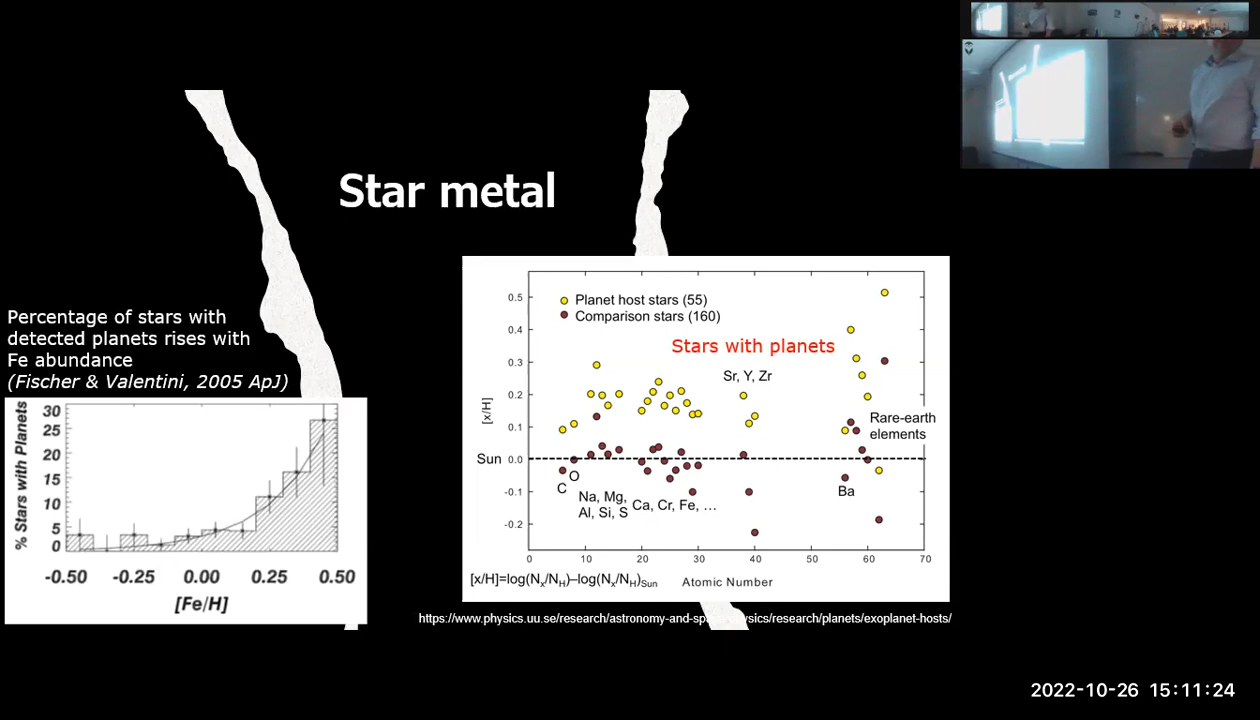 Star metal
Percentage of stars with
detected planets rises with
Fe abundance
(Fischer & Valentini, 2005 ApJ)
% Stars with Planets
30
25
20
15
10
5
0
-0.50 -0.25 0.00 0.25 0.50
[Fe/H]
Planet host stars (55)
Comparison stars (160)
Stars with planets
Sr, Y, Zr
Rare-earth
elements
[x/H]
0.5
0.4
0.3
0.2
0.1
Sun 0.0
-0.1
-0.2
C
O
Na, Mg,
Al, Si, S
Ca, Cr, Fe, …
Ba
0 10 20 30 40 50 60 70
[x/H]=log(Nx/NH)–log(Nx/NH)Sun
Atomic Number
https://www.physics.uu.se/research/astronomy-and-sp
sics/research/planets/exoplanet-hosts/
2022-10-26 15:11:24